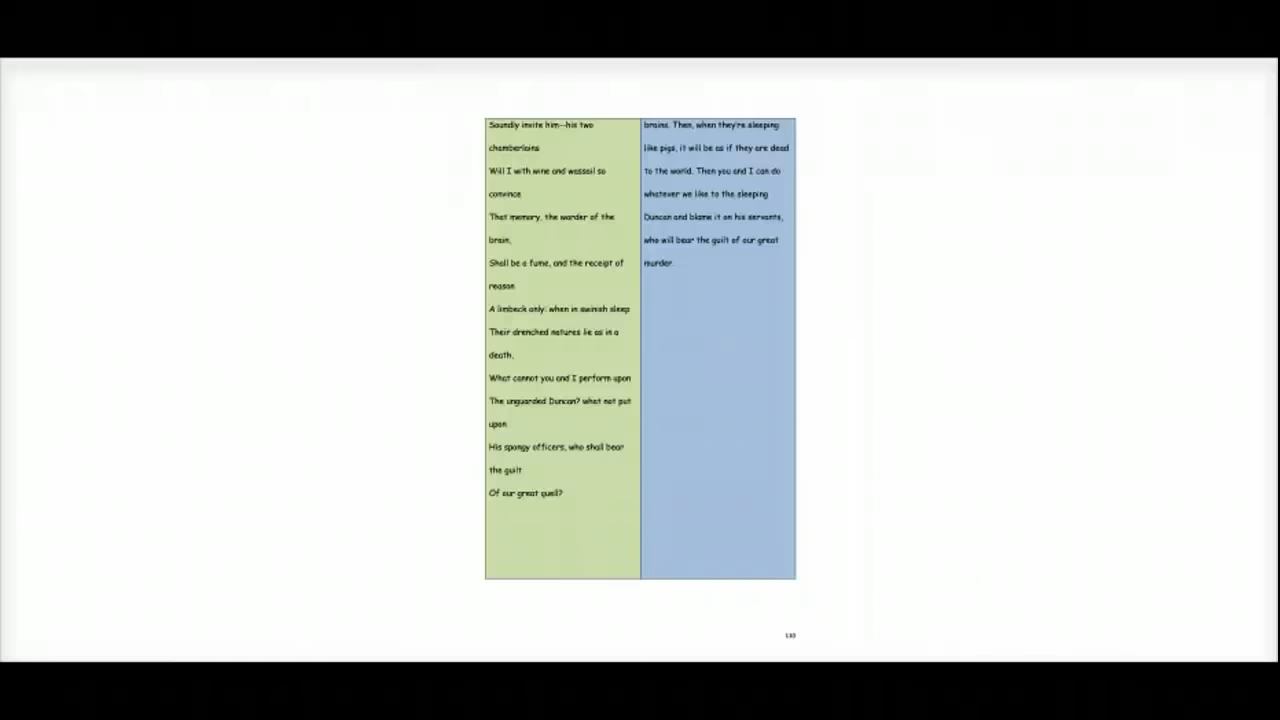 Soundly invite him--his two
chamberlains
Will I with wine and wassail so
convince
That memory, the warder of the
brain,
Shall be a fume, and the receipt of
reason
A limbeck only: when in swinish sleep
Their drenched natures lie as in a
death,
What cannot you and I perform upon
The unguarded Duncan? what not put
upon
His spongy officers, who shall bear
the guilt
Of our great quell?
brains. Then, when they're sleeping
like pigs, it will be as if they are dead
to the world. Then you and I can do
whatever we like to the sleeping
Duncan and blame it on his servants,
who will bear the guilt of our great
murder.